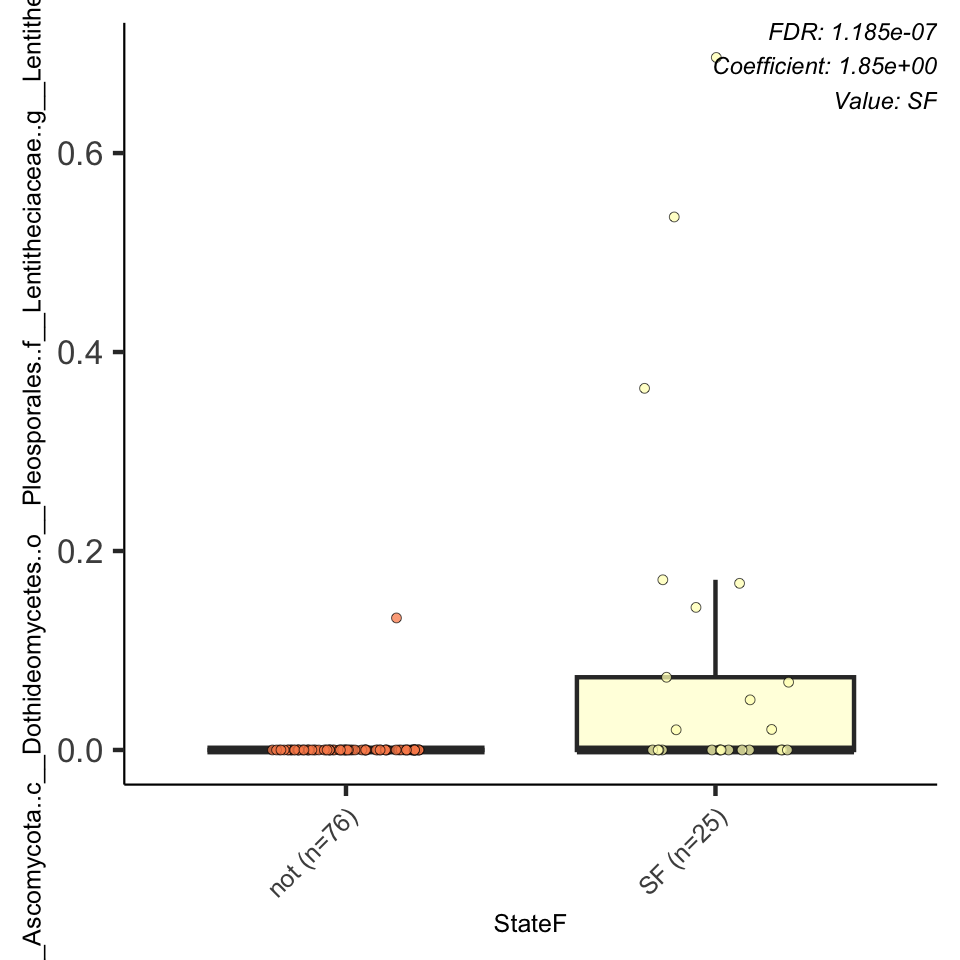 FDR: 1.185e-07
Coefficient: 1.85e+00
Value: SF
_Ascomycota..c__Dothideomycetes..o__Pleosporales..f__Lentitheciaceae..g__Lentithe
0.6
0.4
0.2
0.0
not (n=76)
SF (n=25)
StateF